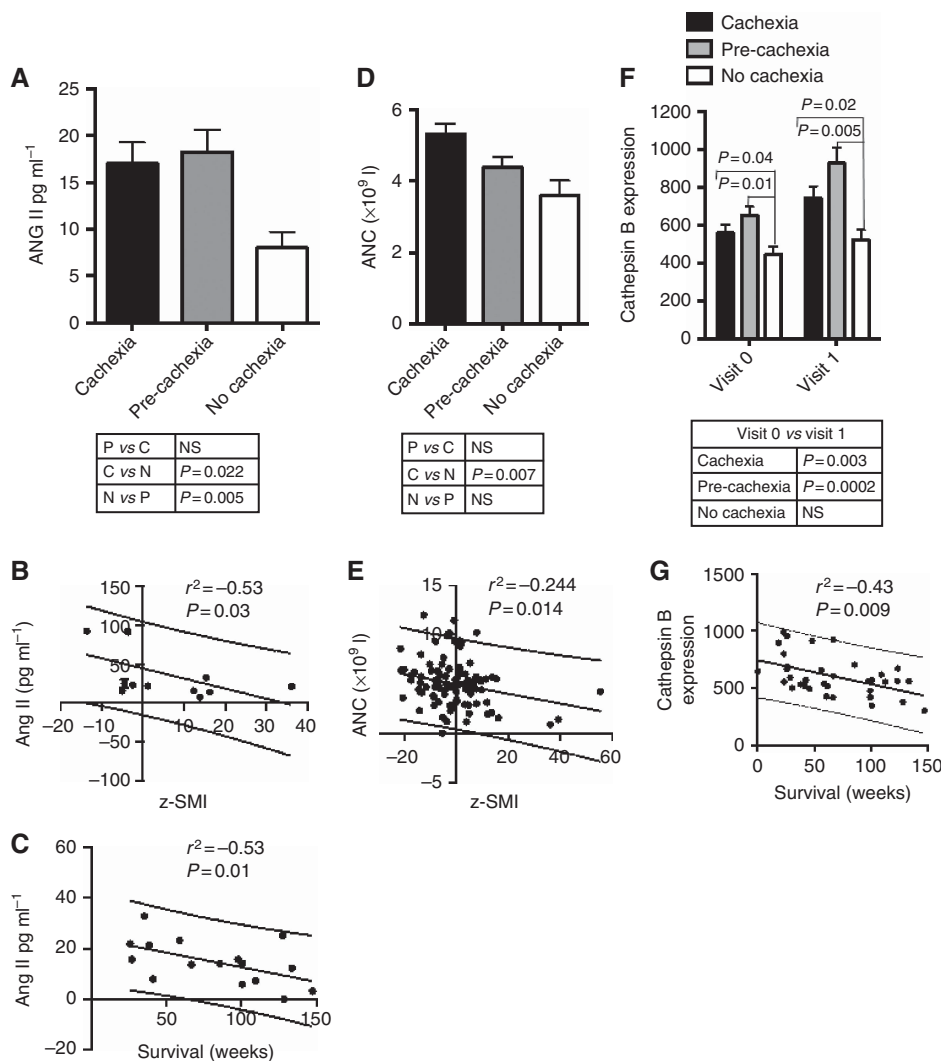 Cachexia
Pre-cachexia
No cachexia
A
25
20
15
10
5
0
ANG II pg ml⁻¹
Cachexia
Pre-cachexia
No cachexia
P vs C NS
C vs N P=0.022
N vs P P=0.005
D
6
4
2
0
ANC (×10⁹ l)
Cachexia
Pre-cachexia
No cachexia
P vs C NS
C vs N P=0.007
N vs P NS
F
1200
1000
800
600
400
200
0
Cathepsin B expression
P=0.02
P=0.005
P=0.04
P=0.01
Visit 0
Visit 1
Visit 0 vs visit 1
Cachexia P=0.003
Pre-cachexia P=0.0002
No cachexia NS
B
150
100
50
−50
−100
Ang II (pg ml⁻¹)
r²=−0.53
P=0.03
−20 0 20 40
z-SMI
E
15
10
5
−5
ANC (×10⁹ l)
r²=−0.244
P=0.014
−20 0 20 40 60
z-SMI
G
1500
1000
500
0
Cathepsin B
expression
r²=−0.43
P=0.009
0 50 100 150
Survival (weeks)
C
60
40
20
0
−20
Ang II pg ml⁻¹
r²=−0.53
P=0.01
50 100 150
Survival (weeks)